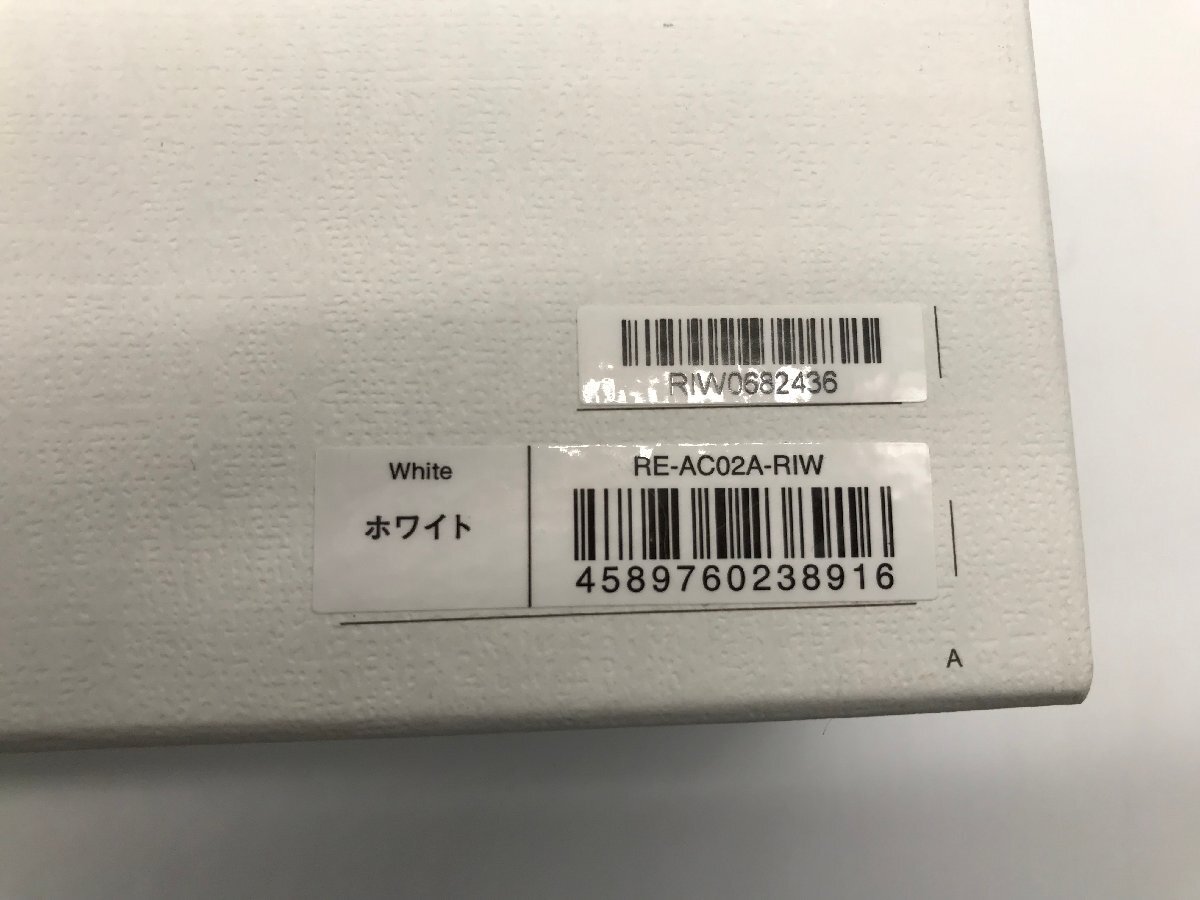 RIW0682436
White
ホワイト
RE-AC02A-RIW
4589760238916
A